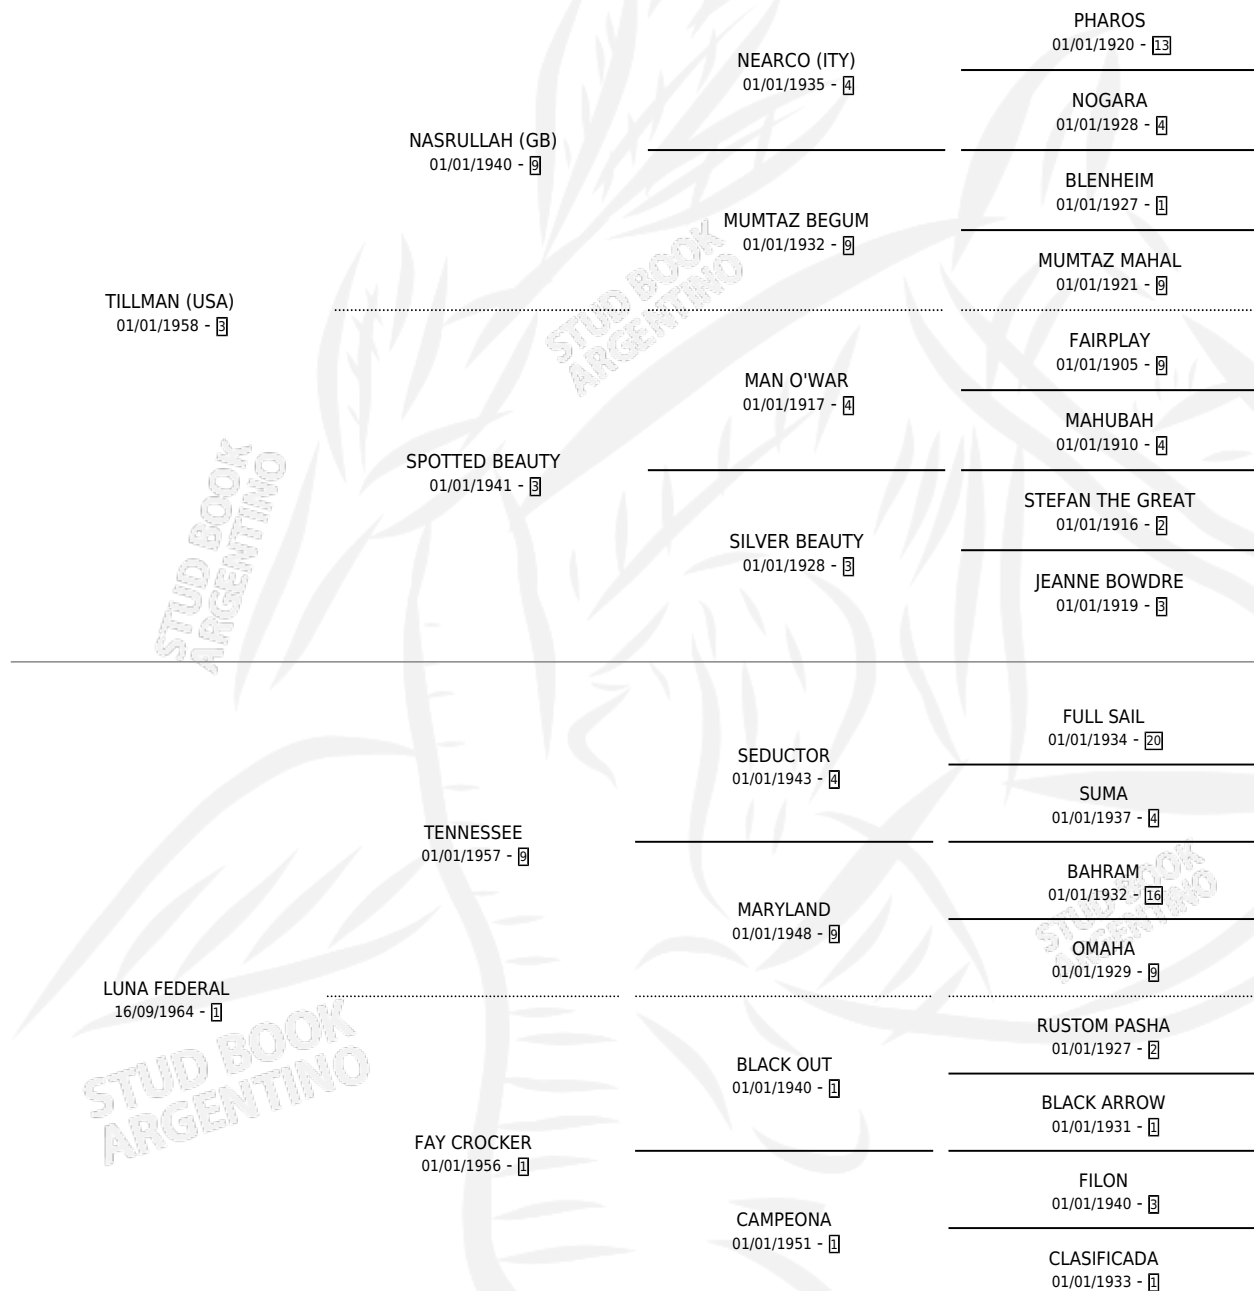 PHAROS
01/01/1920 - 13
NEARCO (ITY)
01/01/1935 - 4
NOGARA
01/01/1928 - 4
NASRULLAH (GB)
01/01/1940 - 9
BLENHEIM
01/01/1927 - 1
MUMTAZ BEGUM
01/01/1932 - 9
MUMTAZ MAHAL
01/01/1921 - 9
TILLMAN (USA)
01/01/1958 - 3
FAIRPLAY
01/01/1905 - 9
MAN O'WAR
01/01/1917 - 4
MAHUBAH
01/01/1910 - 4
SPOTTED BEAUTY
01/01/1941 - 3
STEFAN THE GREAT
01/01/1916 - 2
SILVER BEAUTY
01/01/1928 - 3
JEANNE BOWDRE
01/01/1919 - 3
STUD BOOK
ARGENTINO
STUD BOOK
ARGENTINO
FULL SAIL
01/01/1934 - 20
SEDUCTOR
01/01/1943 - 4
SUMA
01/01/1937 - 4
TENNESSEE
01/01/1957 - 9
BAHRAM
01/01/1932 - 16
MARYLAND
01/01/1948 - 9
OMAHA
01/01/1929 - 9
LUNA FEDERAL
16/09/1964 - 1
RUSTOM PASHA
01/01/1927 - 2
BLACK OUT
01/01/1940 - 1
BLACK ARROW
01/01/1931 - 1
FAY CROCKER
01/01/1956 - 1
FILON
01/01/1940 - 3
CAMPEONA
01/01/1951 - 1
CLASIFICADA
01/01/1933 - 1
STUD BOOK
ARGENTINO
STUD BOOK
ARGENTINO